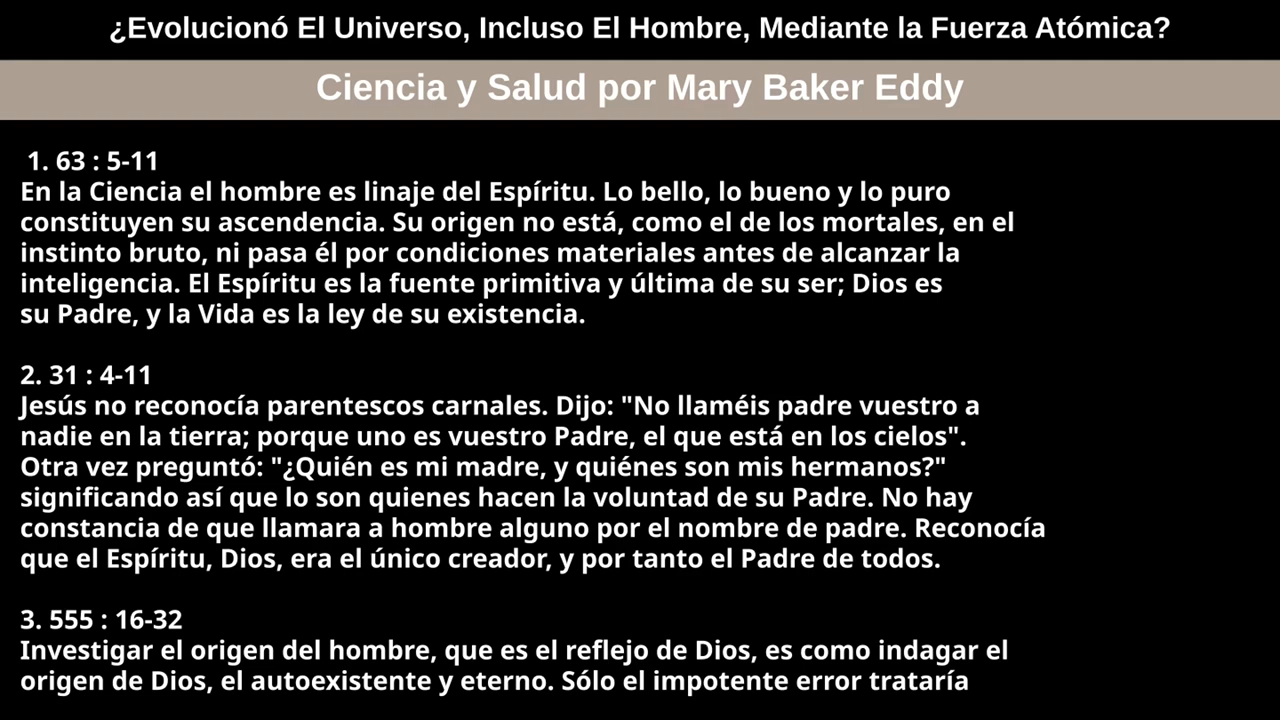 ¿Evolucionó El Universo, Incluso El Hombre, Mediante la Fuerza Atómica?
Ciencia y Salud por Mary Baker Eddy
1. 63 : 5-11
En la Ciencia el hombre es linaje del Espíritu. Lo bello, lo bueno y lo puro
constituyen su ascendencia. Su origen no está, como el de los mortales, en el
instinto bruto, ni pasa él por condiciones materiales antes de alcanzar la
inteligencia. El Espíritu es la fuente primitiva y última de su ser; Dios es
su Padre, y la Vida es la ley de su existencia.
2. 31 : 4-11
Jesús no reconocía parentescos carnales. Dijo: "No llaméis padre vuestro a
nadie en la tierra; porque uno es vuestro Padre, el que está en los cielos".
Otra vez preguntó: "¿Quién es mi madre, y quiénes son mis hermanos?"
significando así que lo son quienes hacen la voluntad de su Padre. No hay
constancia de que llamara a hombre alguno por el nombre de padre. Reconocía
que el Espíritu, Dios, era el único creador, y por tanto el Padre de todos.
3. 555 : 16-32
Investigar el origen del hombre, que es el reflejo de Dios, es como indagar el
origen de Dios, el autoexistente y eterno. Sólo el impotente error trataría